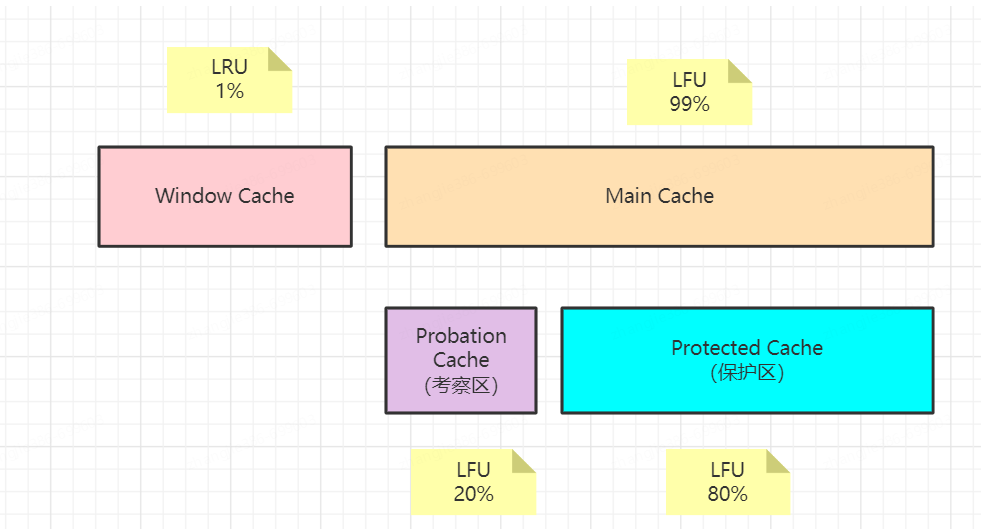 LRU
1%
LFU
99%
Window Cache
Main Cache
Probation
Cache
（考察区）
Protected Cache
（保护区）
LFU
20%
LFU
80%